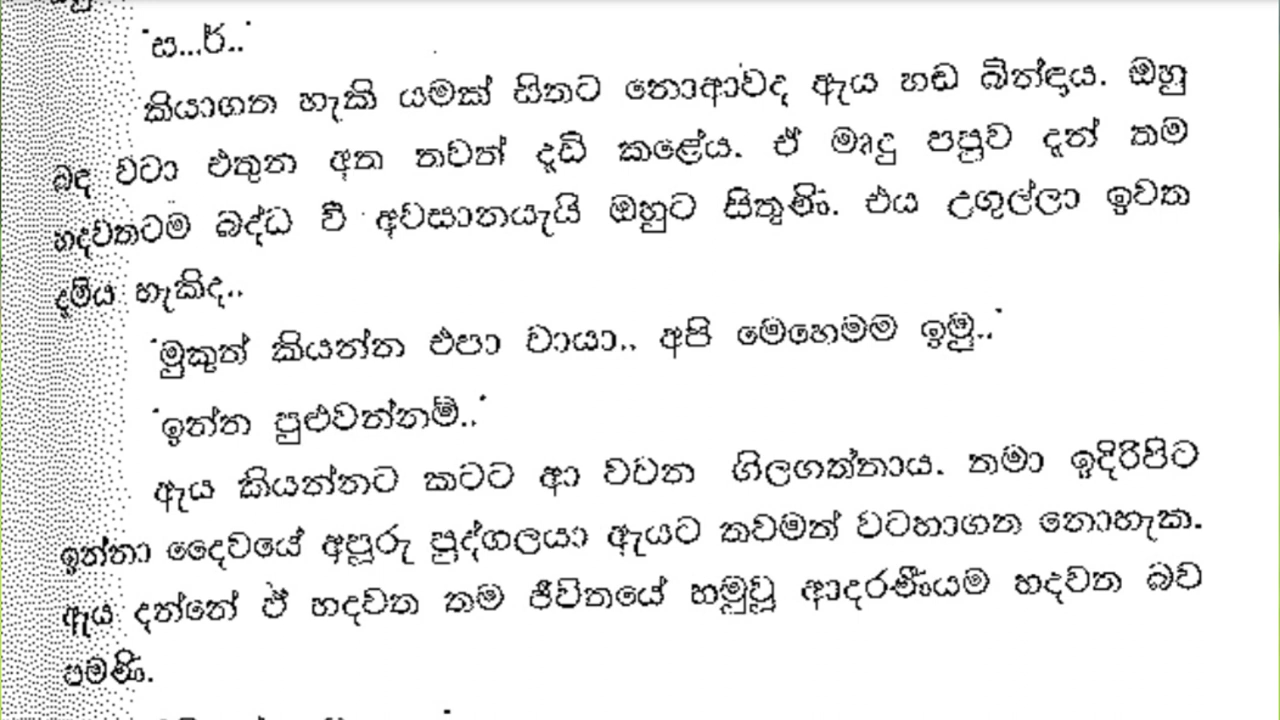 'ස...ර්..'
කියාගත හැකි යමක් සිතට නොආවද ඇය හඬ බින්දාය. ඔහු
බඳ වටා එතුන අත තවත් දැඩි කළේය. ඒ මෘදු පපුව දැන් තම
හදවතටම බද්ධ වී අවසානයැයි ඔහුට සිතුණි. එය උගුල්ලා ඉවත
දැමිය හැකිද..
'මුකුත් කියන්න එපා චායා.. අපි මෙහෙමම ඉමු..'
'ඉන්න පුළුවන්නම්..'
ඇය කියන්නට කටට ආ වචන ගිලගත්තාය. තමා ඉදිරිපිට
ඉන්නා දෛවයේ අපූරු පුද්ගලයා ඇයට කවමත් වටහාගත නොහැක.
ඇය දන්නේ ඒ හදවත තම ජීවිතයේ හමුවූ ආදරණීයම හදවත බව
පමණි.